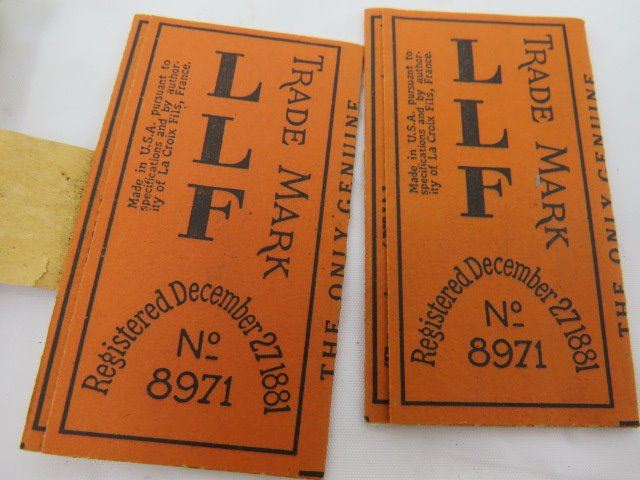 TRADE MARK
LLF
Made in U.S.A. pursuant to
specifications and by author-
ity of La Croix Fils, France.
Registered December 27 1881
No
8971
THE ONLY GENUINE
TRADE MARK
LLF
Made in U.S.A. pursuant to
specifications and by author-
ity of La Croix Fils, France.
Registered December 27 1881
No
8971
THE ONLY GENUINE